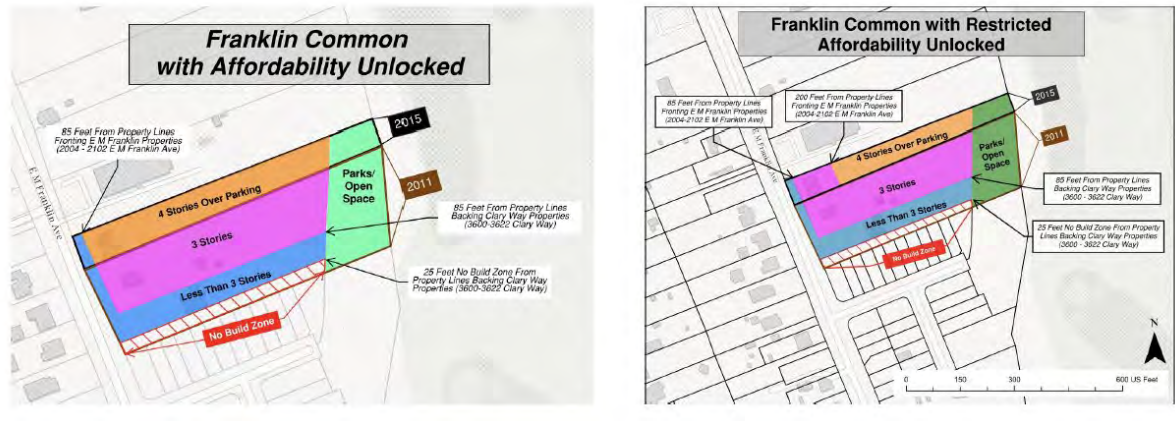 Franklin Common
with Affordability Unlocked
85 Feet From Property Lines
Fronting E M Franklin Properties
(2004 - 2102 E M Franklin Ave)
2015
2011
E M Franklin Ave
4 Stories Over Parking
Parks/
Open
Space
3 Stories
Less Than 3 Stories
No Build Zone
85 Feet From Property Lines
Backing Clary Way Properties
(3600-3622 Clary Way)
25 Feet No Build Zone From
Property Lines Backing Clary Way
Properties (3600-3622 Clary Way)
Franklin Common with Restricted
Affordability Unlocked
85 Feet From Property Lines
Fronting E M Franklin Properties
(2004-2102 E M Franklin Ave)
200 Feet From Property Lines
Fronting E M Franklin Properties
(2004-2102 E M Franklin Ave)
2015
2011
E M Franklin Ave
4 Stories Over Parking
Parks/
Open
Space
3 Stories
Less Than 3 Stories
No Build Zone
85 Feet From Property Lines
Backing Clary Way Properties
(3600 - 3622 Clary Way)
25 Feet No Build Zone From Property
Lines Backing Clary Way Properties
(3600 - 3622 Clary Way)
N
0 150 300 600 US Feet